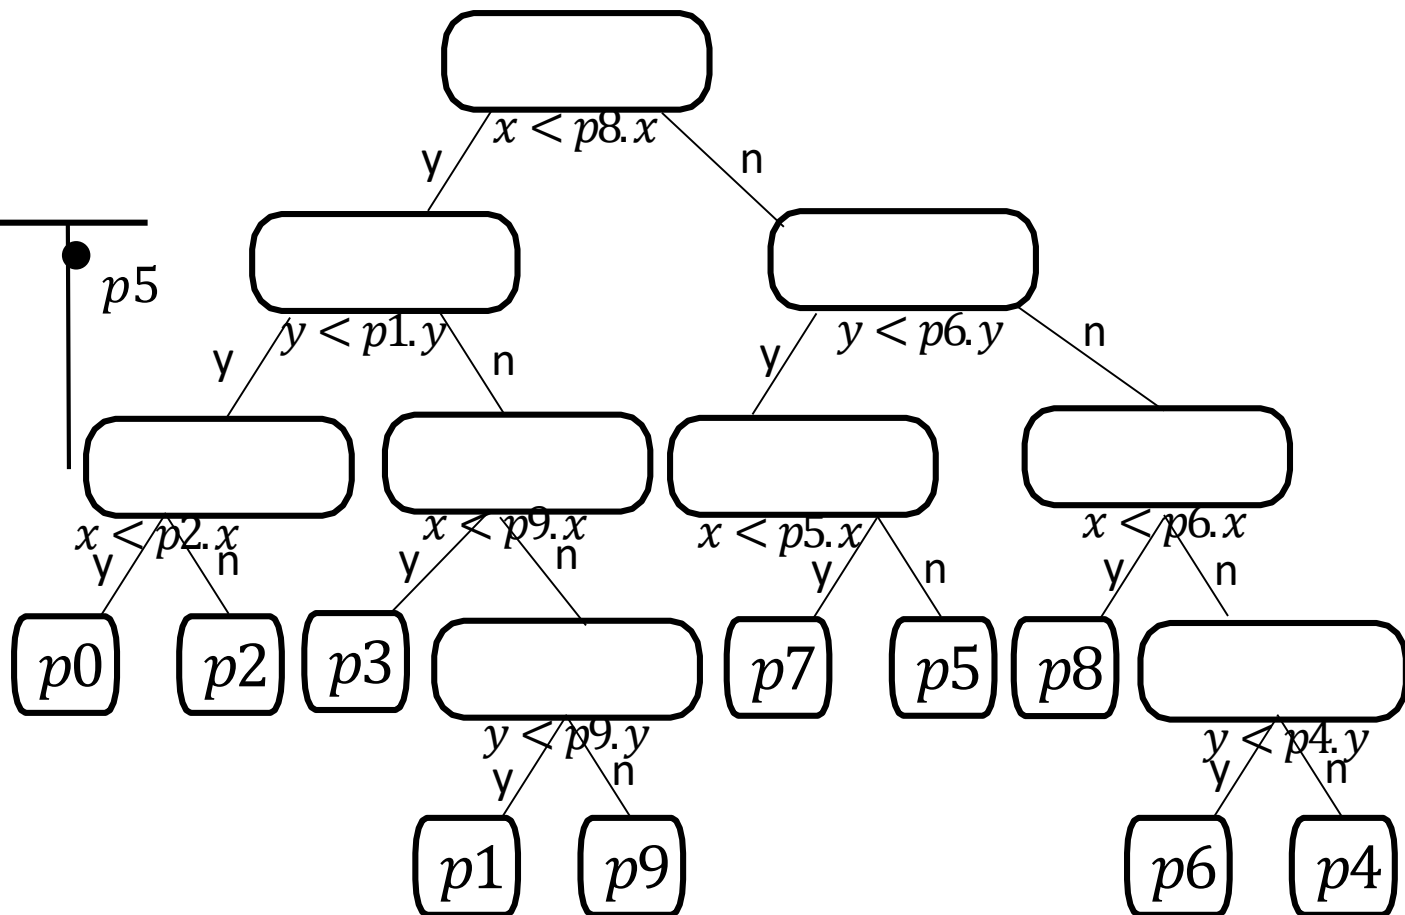 x < p8.x
y
n
p5
y < p1.y
y < p6.y
y
n
y
n
x < p2.x
x < p9.x
x < p5.x
x < p6.x
y
n
y
n
y
n
y
n
p0
p2
p3
p7
p5
p8
y < p9.y
y < p4.y
y
n
y
n
p1
p9
p6
p4